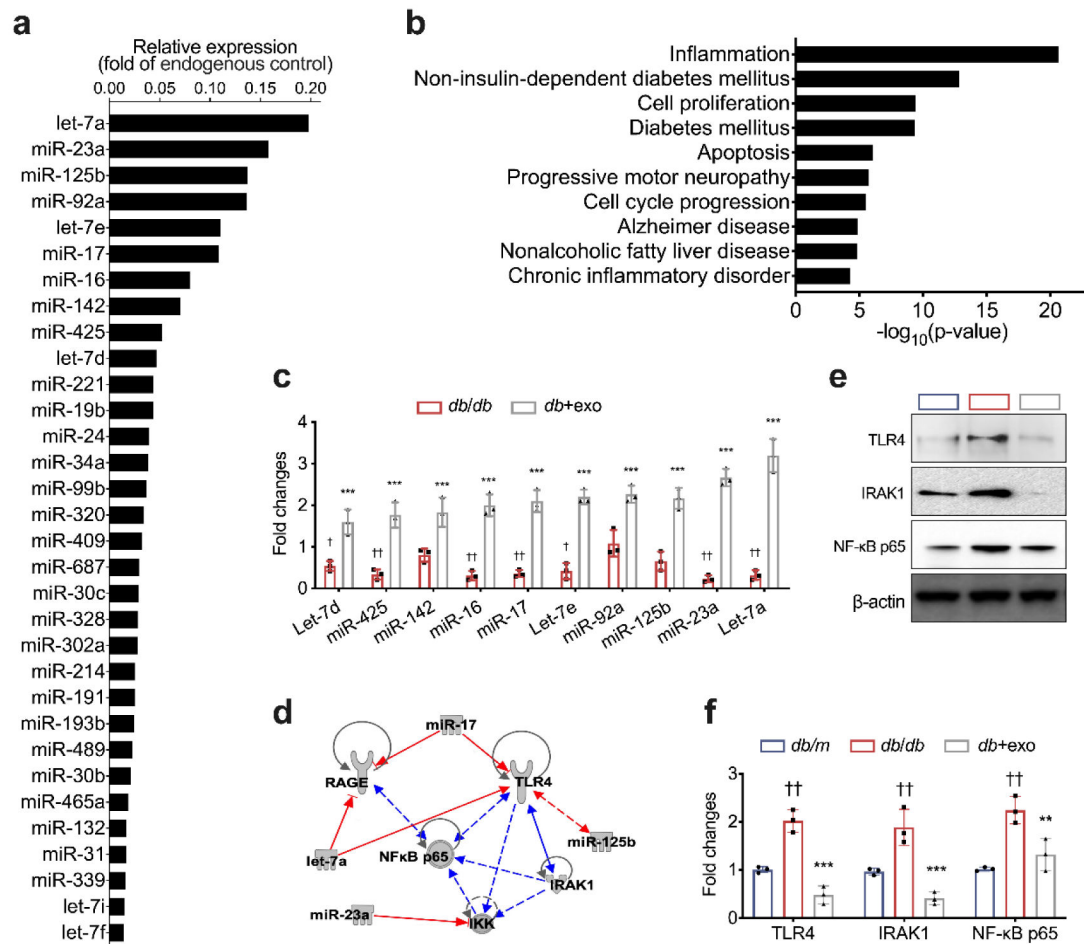 a
Relative expression
(fold of endogenous control)
0.00 0.05 0.10 0.15 0.20
let-7a
miR-23a
miR-125b
miR-92a
let-7e
miR-17
miR-16
miR-142
miR-425
let-7d
miR-221
miR-19b
miR-24
miR-34a
miR-99b
miR-320
miR-409
miR-687
miR-30c
miR-328
miR-302a
miR-214
miR-191
miR-193b
miR-489
miR-30b
miR-465a
miR-132
miR-31
miR-339
let-7i
let-7f
b
Inflammation
Non-insulin-dependent diabetes mellitus
Cell proliferation
Diabetes mellitus
Apoptosis
Progressive motor neuropathy
Cell cycle progression
Alzheimer disease
Nonalcoholic fatty liver disease
Chronic inflammatory disorder
0 5 10 15 20
-log10(p-value)
c
db/db db+exo
Fold changes
4
3
2
1
0
† *** †† *** *** †† *** †† *** † *** *** *** †† *** †† ***
Let-7d miR-425 miR-142 miR-16 miR-17 Let-7e miR-92a miR-125b miR-23a Let-7a
d
miR-17
RAGE
TLR4
miR-125b
let-7a
NFκB p65
IRAK1
miR-23a
IKK
e
TLR4
IRAK1
NF-κB p65
β-actin
f
db/m db/db db+exo
Fold changes
3
2
1
0
†† *** †† *** †† **
TLR4 IRAK1 NF-κB p65